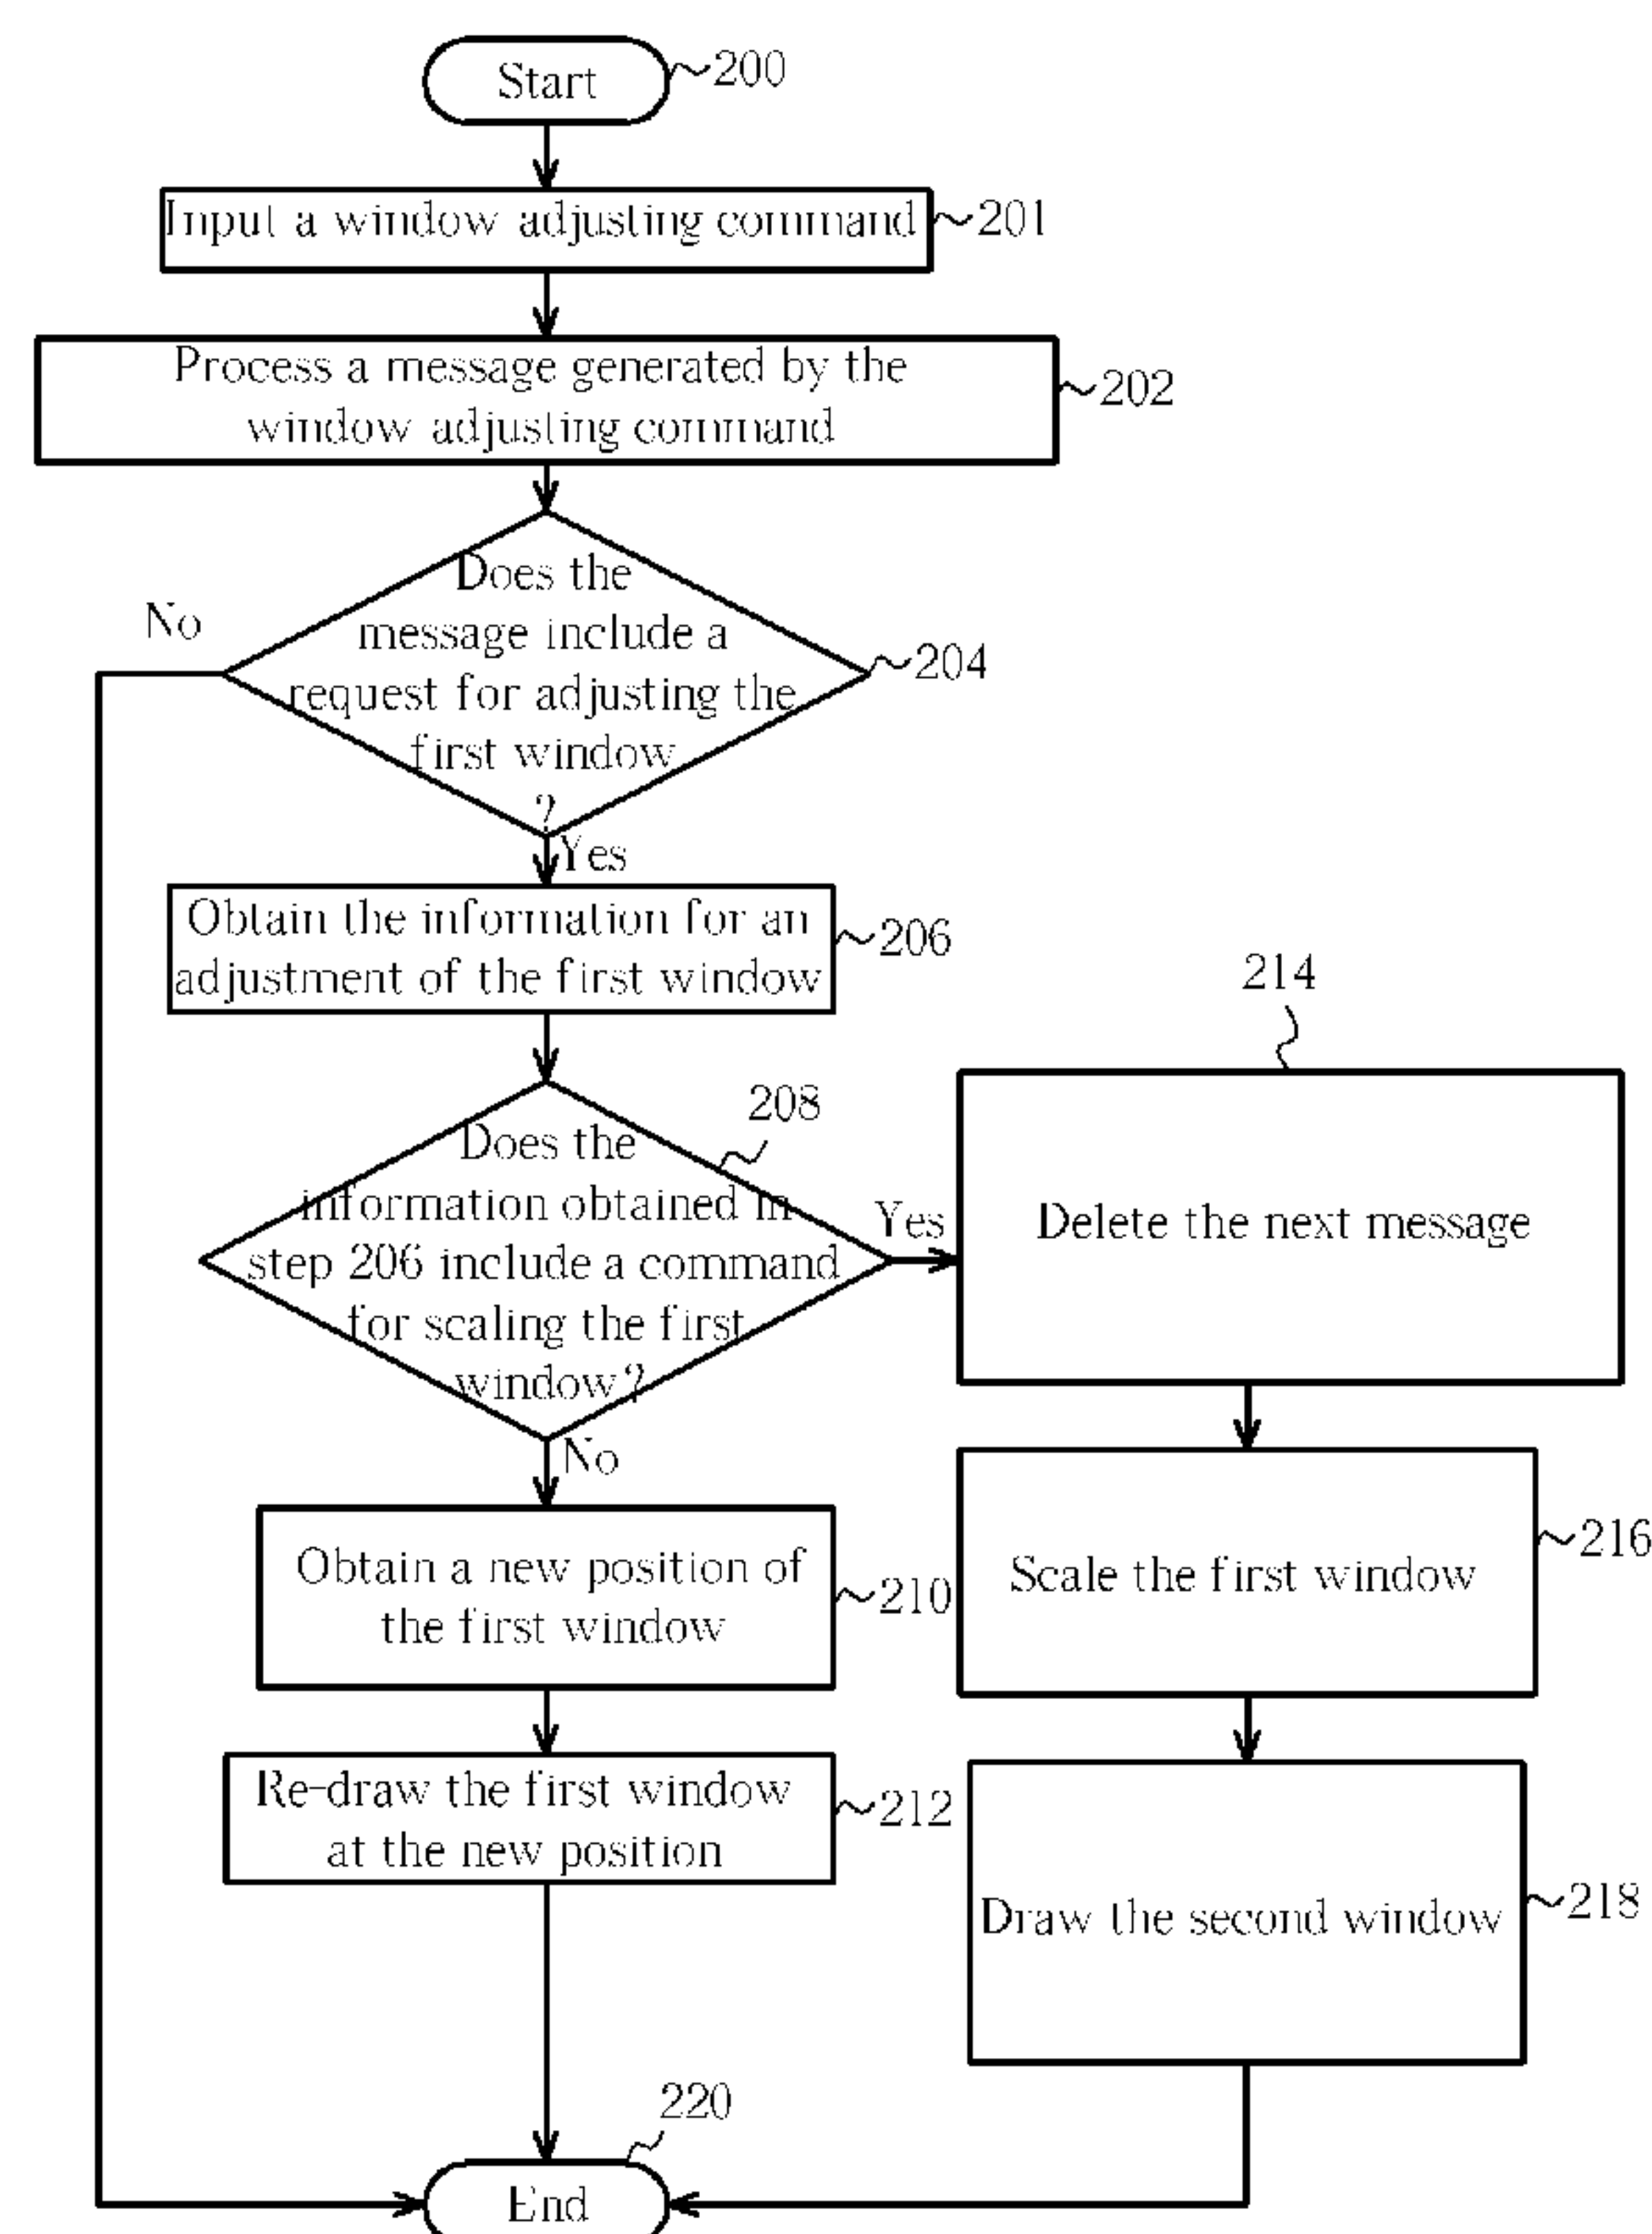 Start
200
Input a window adjusting command
201
Process a message generated by the
window adjusting command
202
Does the
message include a
request for adjusting the
first window
?
204
No
Yes
Obtain the information for an
adjustment of the first window
206
Does the
information obtained in
step 206 include a command
for scaling the first
window?
208
Yes
No
214
Delete the next message
Obtain a new position of
the first window
210
Scale the first window
216
Re-draw the first window
at the new position
212
Draw the second window
218
220
End